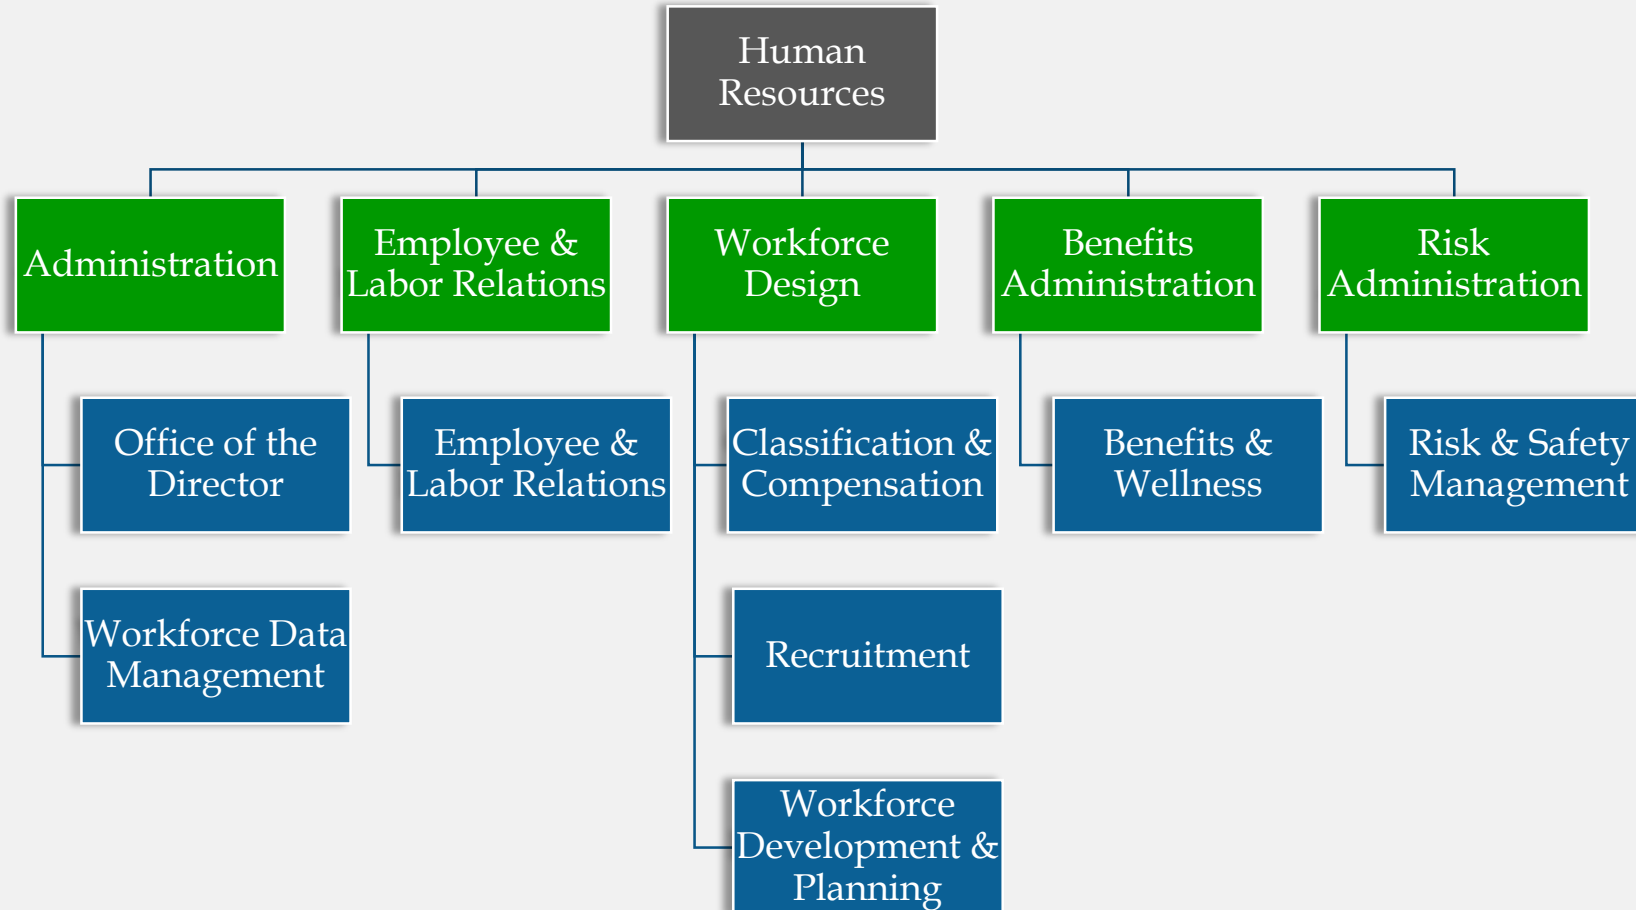 Human
Resources
Administration
Employee &
Labor Relations
Workforce
Design
Benefits
Administration
Risk
Administration
Office of the
Director
Employee &
Labor Relations
Classification &
Compensation
Benefits &
Wellness
Risk & Safety
Management
Workforce Data
Management
Recruitment
Workforce
Development &
Planning